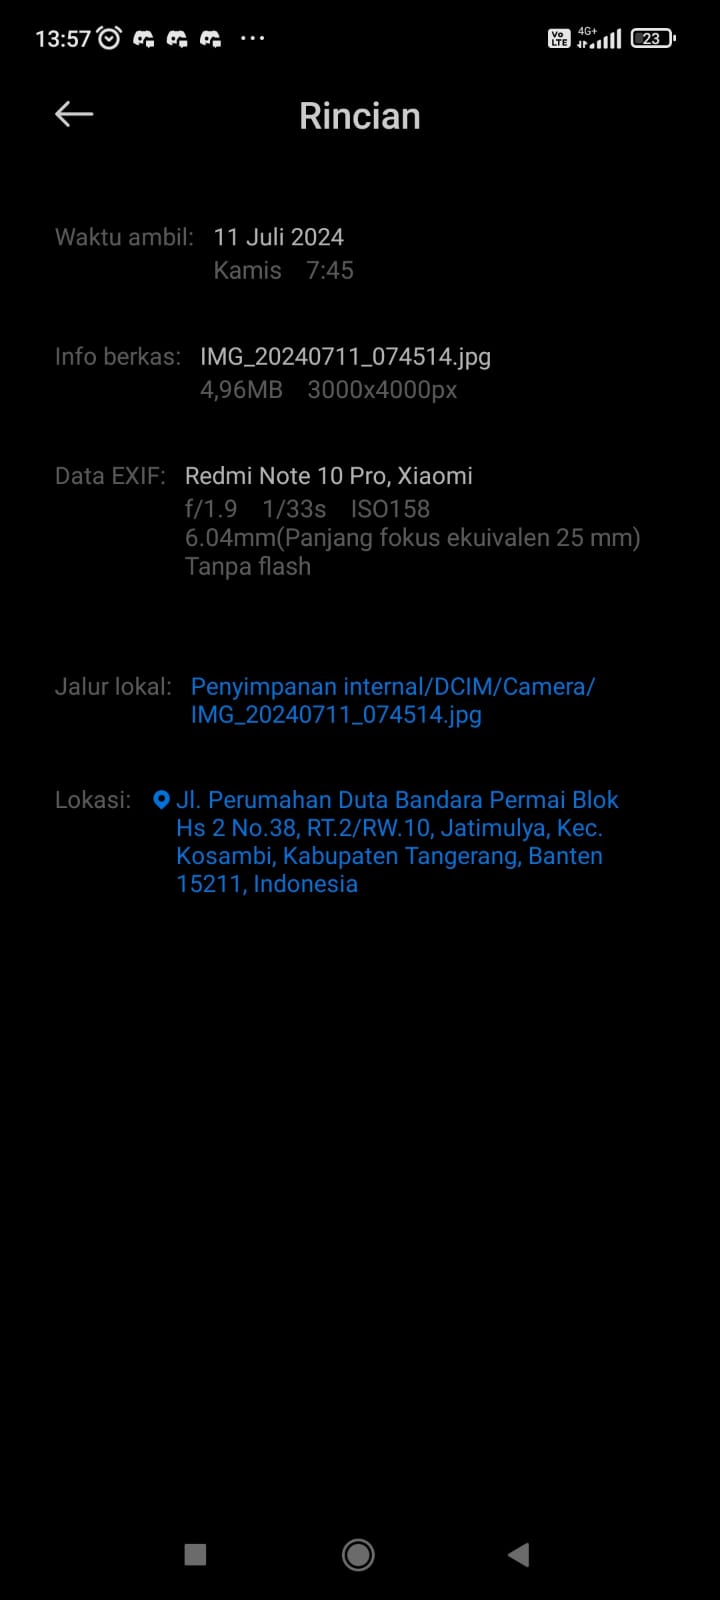 13:57 ... Vo LTE 4G+ 23
Rincian
Waktu ambil: 11 Juli 2024
Kamis 7:45
Info berkas: IMG_20240711_074514.jpg
4,96MB 3000x4000px
Data EXIF: Redmi Note 10 Pro, Xiaomi
f/1.9 1/33s ISO158
6.04mm(Panjang fokus ekuivalen 25 mm)
Tanpa flash
Jalur lokal: Penyimpanan internal/DCIM/Camera/
IMG_20240711_074514.jpg
Lokasi: Jl. Perumahan Duta Bandara Permai Blok
Hs 2 No.38, RT.2/RW.10, Jatimulya, Kec.
Kosambi, Kabupaten Tangerang, Banten
15211, Indonesia